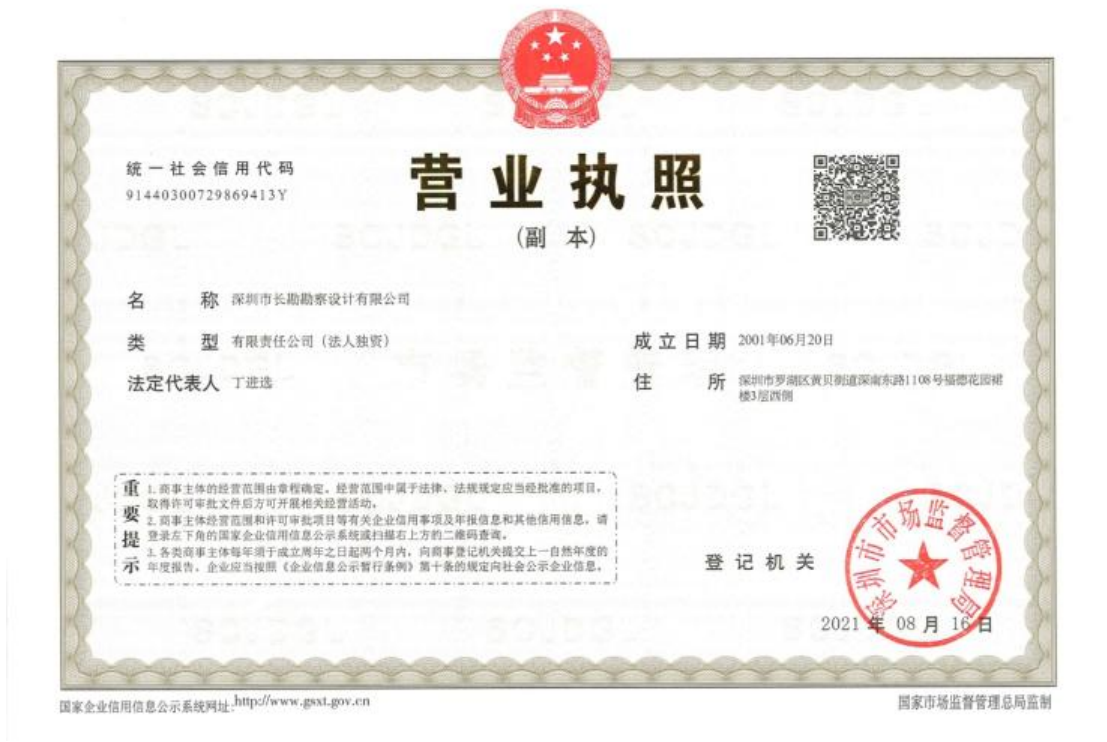 统一社会信用代码
91440300729869413Y
营业执照
(副 本)
名 称 深圳市长勘勘察设计有限公司
类 型 有限责任公司（法人独资）
成立日期 2001年06月20日
法定代表人 丁进选
住 所 深圳市罗湖区黄贝街道深南东路1108号福德花园裙
楼3层西侧
重要提示
1. 商事主体的经营范围由章程确定。经营范围中属于法律、法规规定应当经批准的项目，
取得许可审批文件后方可开展相关经营活动。
2. 商事主体经营范围和许可审批项目等有关企业信用事项及年报信息和其他信用信息，请
登录左下角的国家企业信用信息公示系统或扫描右上方的二维码查询。
3. 各类商事主体每年须于成立周年之日起两个月内，向商事登记机关提交上一自然年度的
年度报告。企业应当按照《企业信息公示暂行条例》第十条的规定向社会公示企业信息。
登记机关
深圳市市场监督管理局
2021 年 08 月 16 日
国家企业信用信息公示系统网址:http://www.gsxt.gov.cn
国家市场监督管理总局监制